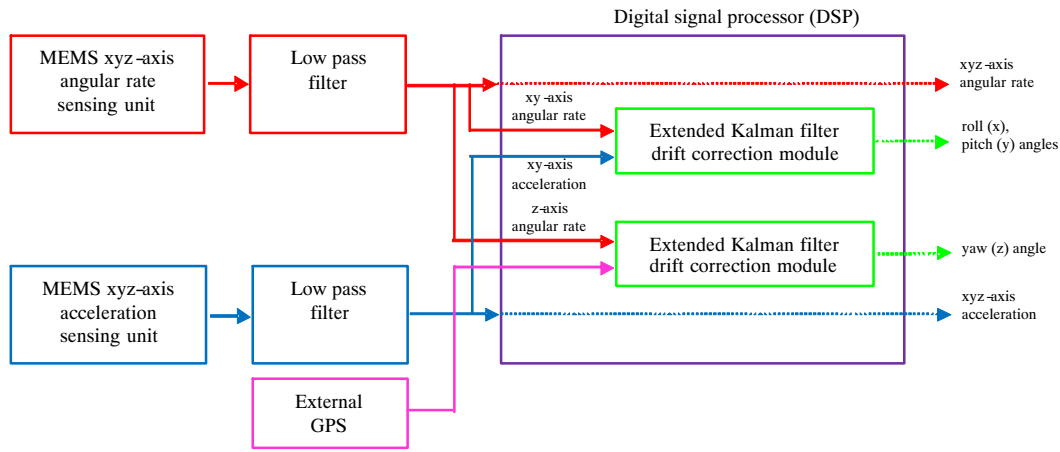 Digital signal processor (DSP)
MEMS xyz-axis
angular rate
sensing unit
Low pass
filter
xyz-axis
angular rate
xy-axis
angular rate
Extended Kalman filter
drift correction module
roll (x),
pitch (y) angles
xy-axis
acceleration
z-axis
angular rate
Extended Kalman filter
drift correction module
yaw (z) angle
MEMS xyz-axis
acceleration
sensing unit
Low pass
filter
xyz-axis
acceleration
External
GPS